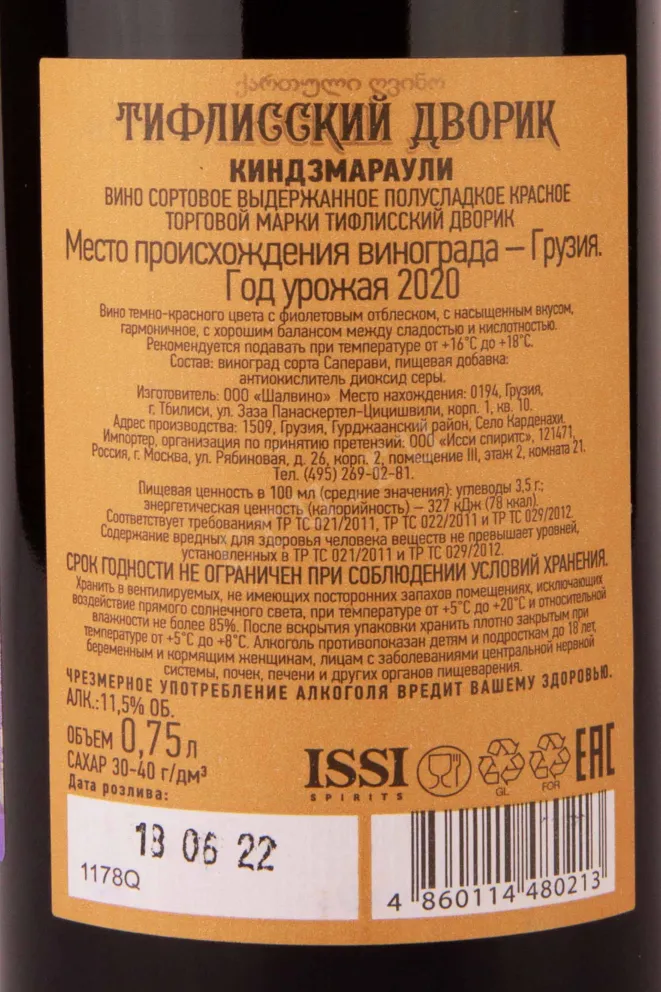 ქართული ღვინო
ТИФЛИССКИЙ ДВОРИК
КИНДЗМАРАУЛИ
ВИНО СОРТОВОЕ ВЫДЕРЖАННОЕ ПОЛУСЛАДКОЕ КРАСНОЕ
ТОРГОВОЙ МАРКИ ТИФЛИССКИЙ ДВОРИК
Место происхождения винограда – Грузия.
Год урожая 2020
Вино темно-красного цвета с фиолетовым отблеском, с насыщенным вкусом,
гармоничное, с хорошим балансом между сладостью и кислотностью.
Рекомендуется подавать при температуре от +16°С до +18°С.
Состав: виноград сорта Саперави, пищевая добавка:
антиокислитель диоксид серы.
Изготовитель: ООО «Шалвино» Место нахождения: 0194, Грузия,
г. Тбилиси, ул. Заза Панаскертел-Цицишвили, корп. 1, кв. 10.
Адрес производства: 1509, Грузия, Гурджаанский район, Село Карденахи.
Импортер, организация по принятию претензий: ООО «Исси спиритс», 121471,
Россия, г. Москва, ул. Рябиновая, д. 26, корп. 2, помещение III, этаж 2, комната 21.
Тел. (495) 269-02-81.
Пищевая ценность в 100 мл (средние значения): углеводы 3,5 г.;
энергетическая ценность (калорийность) – 327 кДж (78 ккал).
Соответствует требованиям ТР ТС 021/2011, ТР ТС 022/2011 и ТР ТС 029/2012.
Содержание вредных для здоровья человека веществ не превышает уровней,
установленных в ТР ТС 021/2011 и ТР ТС 029/2012.
СРОК ГОДНОСТИ НЕ ОГРАНИЧЕН ПРИ СОБЛЮДЕНИИ УСЛОВИЙ ХРАНЕНИЯ.
Хранить в вентилируемых, не имеющих посторонних запахов помещениях, исключающих
воздействие прямого солнечного света, при температуре от +5°С до +20°С и относительной
влажности не более 85%. После вскрытия упаковки хранить плотно закрытым при
температуре от +5°С до +8°С. Алкоголь противопоказан детям и подросткам до 18 лет,
беременным и кормящим женщинам, лицам с заболеваниями центральной нервной
системы, почек, печени и других органов пищеварения.
ЧРЕЗМЕРНОЕ УПОТРЕБЛЕНИЕ АЛКОГОЛЯ ВРЕДИТ ВАШЕМУ ЗДОРОВЬЮ.
АЛК.:11,5% ОБ.
ОБЪЕМ 0,75 л
САХАР 30-40 г/дм³
Дата розлива:
ISSI
SPIRITS
GL
FOR
EAC
13 06 22
1178Q
4 860114 480213